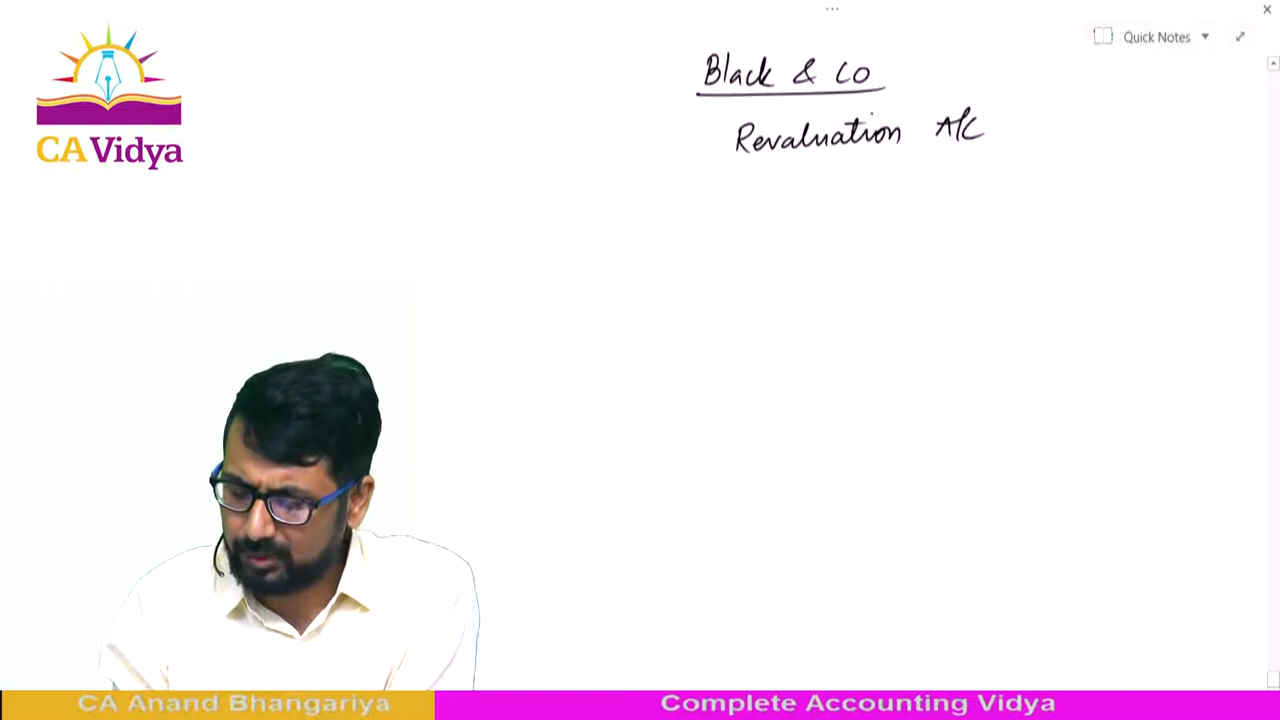 ...
Quick Notes
CA Vidya
Black & Co
Revaluation A/C
CA Anand Bhangariya
Complete Accounting Vidya